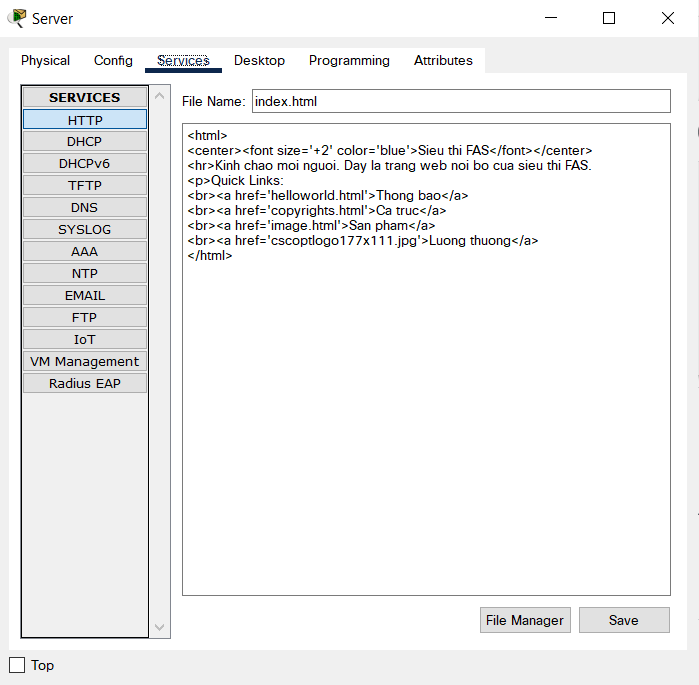 Server
Physical Config Services Desktop Programming Attributes
SERVICES
HTTP
DHCP
DHCPv6
TFTP
DNS
SYSLOG
AAA
NTP
EMAIL
FTP
IoT
VM Management
Radius EAP
File Name: index.html
<html>
<center><font size='+2' color='blue'>Sieu thi FAS</font></center>
<hr>Kinh chao moi nguoi. Day la trang web noi bo cua sieu thi FAS.
<p>Quick Links:
<br><a href='helloworld.html'>Thong bao</a>
<br><a href='copyrights.html'>Ca truc</a>
<br><a href='image.html'>San pham</a>
<br><a href='cscoptlogo177x111.jpg'>Luong thuong</a>
</html>
File Manager Save
Top